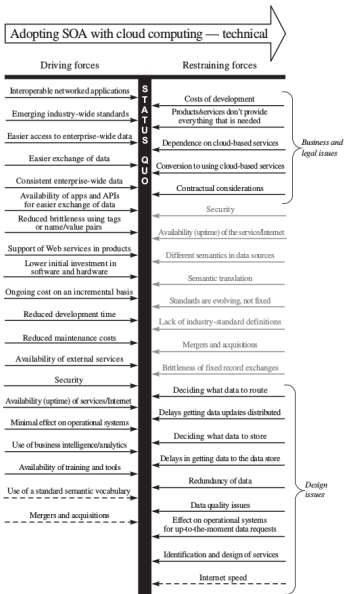 Adopting SOA with cloud computing — technical
Driving forces
Restraining forces
STATUS QUO
Interoperable networked applications
Emerging industry-wide standards
Easier access to enterprise-wide data
Easier exchange of data
Consistent enterprise-wide data
Availability of apps and APIs
for easier exchange of data
Reduced brittleness using tags
or name/value pairs
Support of Web services in products
Lower initial investment in
software and hardware
Ongoing cost on an incremental basis
Reduced development time
Reduced maintenance costs
Availability of external services
Security
Availability (uptime) of services/Internet
Minimal effect on operational systems
Use of business intelligence/analytics
Availability of training and tools
Use of a standard semantic vocabulary
Mergers and acquisitions
Costs of development
Products/services don't provide
everything that is needed
Dependence on cloud-based services
Conversion to using cloud-based services
Contractual considerations
Business and
legal issues
Security
Availability (uptime) of the service/Internet
Different semantics in data sources
Semantic translation
Standards are evolving, not fixed
Lack of industry-standard definitions
Mergers and acquisitions
Brittleness of fixed record exchanges
Deciding what data to route
Delays getting data updates distributed
Deciding what data to store
Delays in getting data to the data store
Redundancy of data
Data quality issues
Effect on operational systems
for up-to-the-moment data requests
Identification and design of services
Internet speed
Design
issues